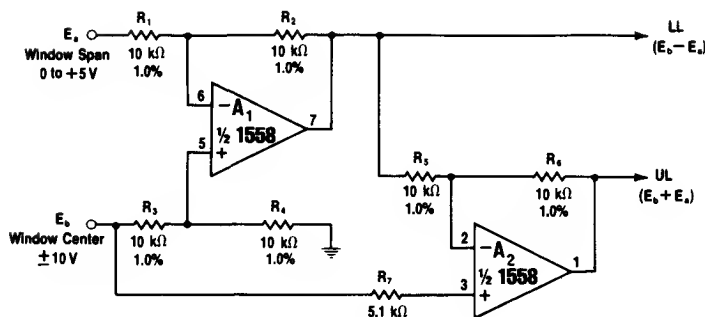 Eₐ
Window Span
0 to +5 V
R₁
10 kΩ
1.0%
R₂
10 kΩ
1.0%
LL
(E_b − Eₐ)
6
−A₁
7
½ 1558
5
+
R₅
10 kΩ
1.0%
R₆
10 kΩ
1.0%
UL
(E_b + Eₐ)
E_b
Window Center
±10 V
R₃
10 kΩ
1.0%
R₄
10 kΩ
1.0%
2
−A₂
1
½ 1558
3
+
R₇
5.1 kΩ